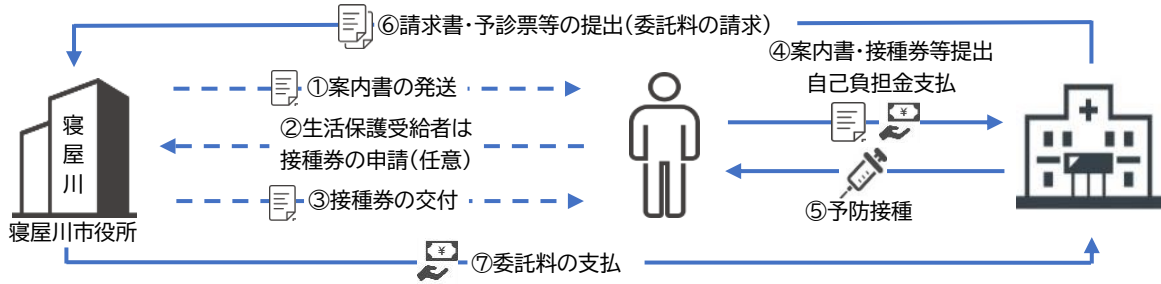 ⑥請求書・予診票等の提出(委託料の請求)
④案内書・接種券等提出
自己負担金支払
①案内書の発送
②生活保護受給者は
接種券の申請(任意)
③接種券の交付
⑤予防接種
寝屋川
寝屋川市役所
⑦委託料の支払
¥
¥